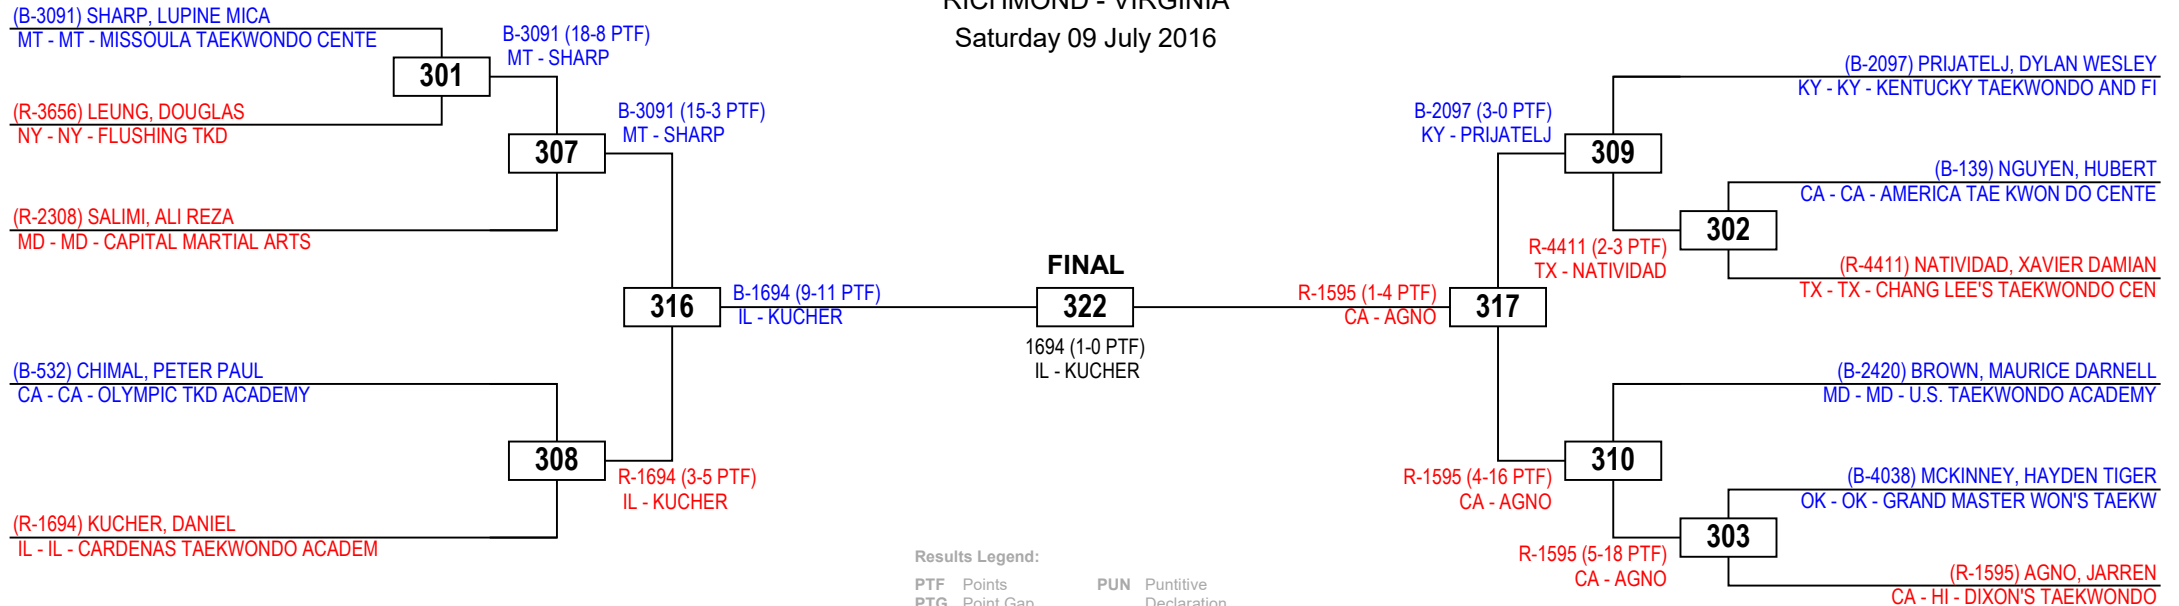 RICHMOND - VIRGINIA
Saturday 09 July 2016
(B-3091) SHARP, LUPINE MICA
MT - MT - MISSOULA TAEKWONDO CENTE
301
(R-3656) LEUNG, DOUGLAS
NY - NY - FLUSHING TKD
B-3091 (18-8 PTF)
MT - SHARP
307
(R-2308) SALIMI, ALI REZA
MD - MD - CAPITAL MARTIAL ARTS
B-3091 (15-3 PTF)
MT - SHARP
316
B-1694 (9-11 PTF)
IL - KUCHER
(B-532) CHIMAL, PETER PAUL
CA - CA - OLYMPIC TKD ACADEMY
308
R-1694 (3-5 PTF)
IL - KUCHER
(R-1694) KUCHER, DANIEL
IL - IL - CARDENAS TAEKWONDO ACADEM
FINAL
322
1694 (1-0 PTF)
IL - KUCHER
(B-2097) PRIJATELJ, DYLAN WESLEY
KY - KY - KENTUCKY TAEKWONDO AND FI
B-2097 (3-0 PTF)
KY - PRIJATELJ
309
(B-139) NGUYEN, HUBERT
CA - CA - AMERICA TAE KWON DO CENTE
302
R-4411 (2-3 PTF)
TX - NATIVIDAD
(R-4411) NATIVIDAD, XAVIER DAMIAN
TX - TX - CHANG LEE'S TAEKWONDO CEN
R-1595 (1-4 PTF)
CA - AGNO
317
(B-2420) BROWN, MAURICE DARNELL
MD - MD - U.S. TAEKWONDO ACADEMY
310
R-1595 (4-16 PTF)
CA - AGNO
(B-4038) MCKINNEY, HAYDEN TIGER
OK - OK - GRAND MASTER WON'S TAEKW
303
R-1595 (5-18 PTF)
CA - AGNO
(R-1595) AGNO, JARREN
CA - HI - DIXON'S TAEKWONDO
Results Legend:
PTF Points PUN Puntitive
PTG Point Gap Declaration